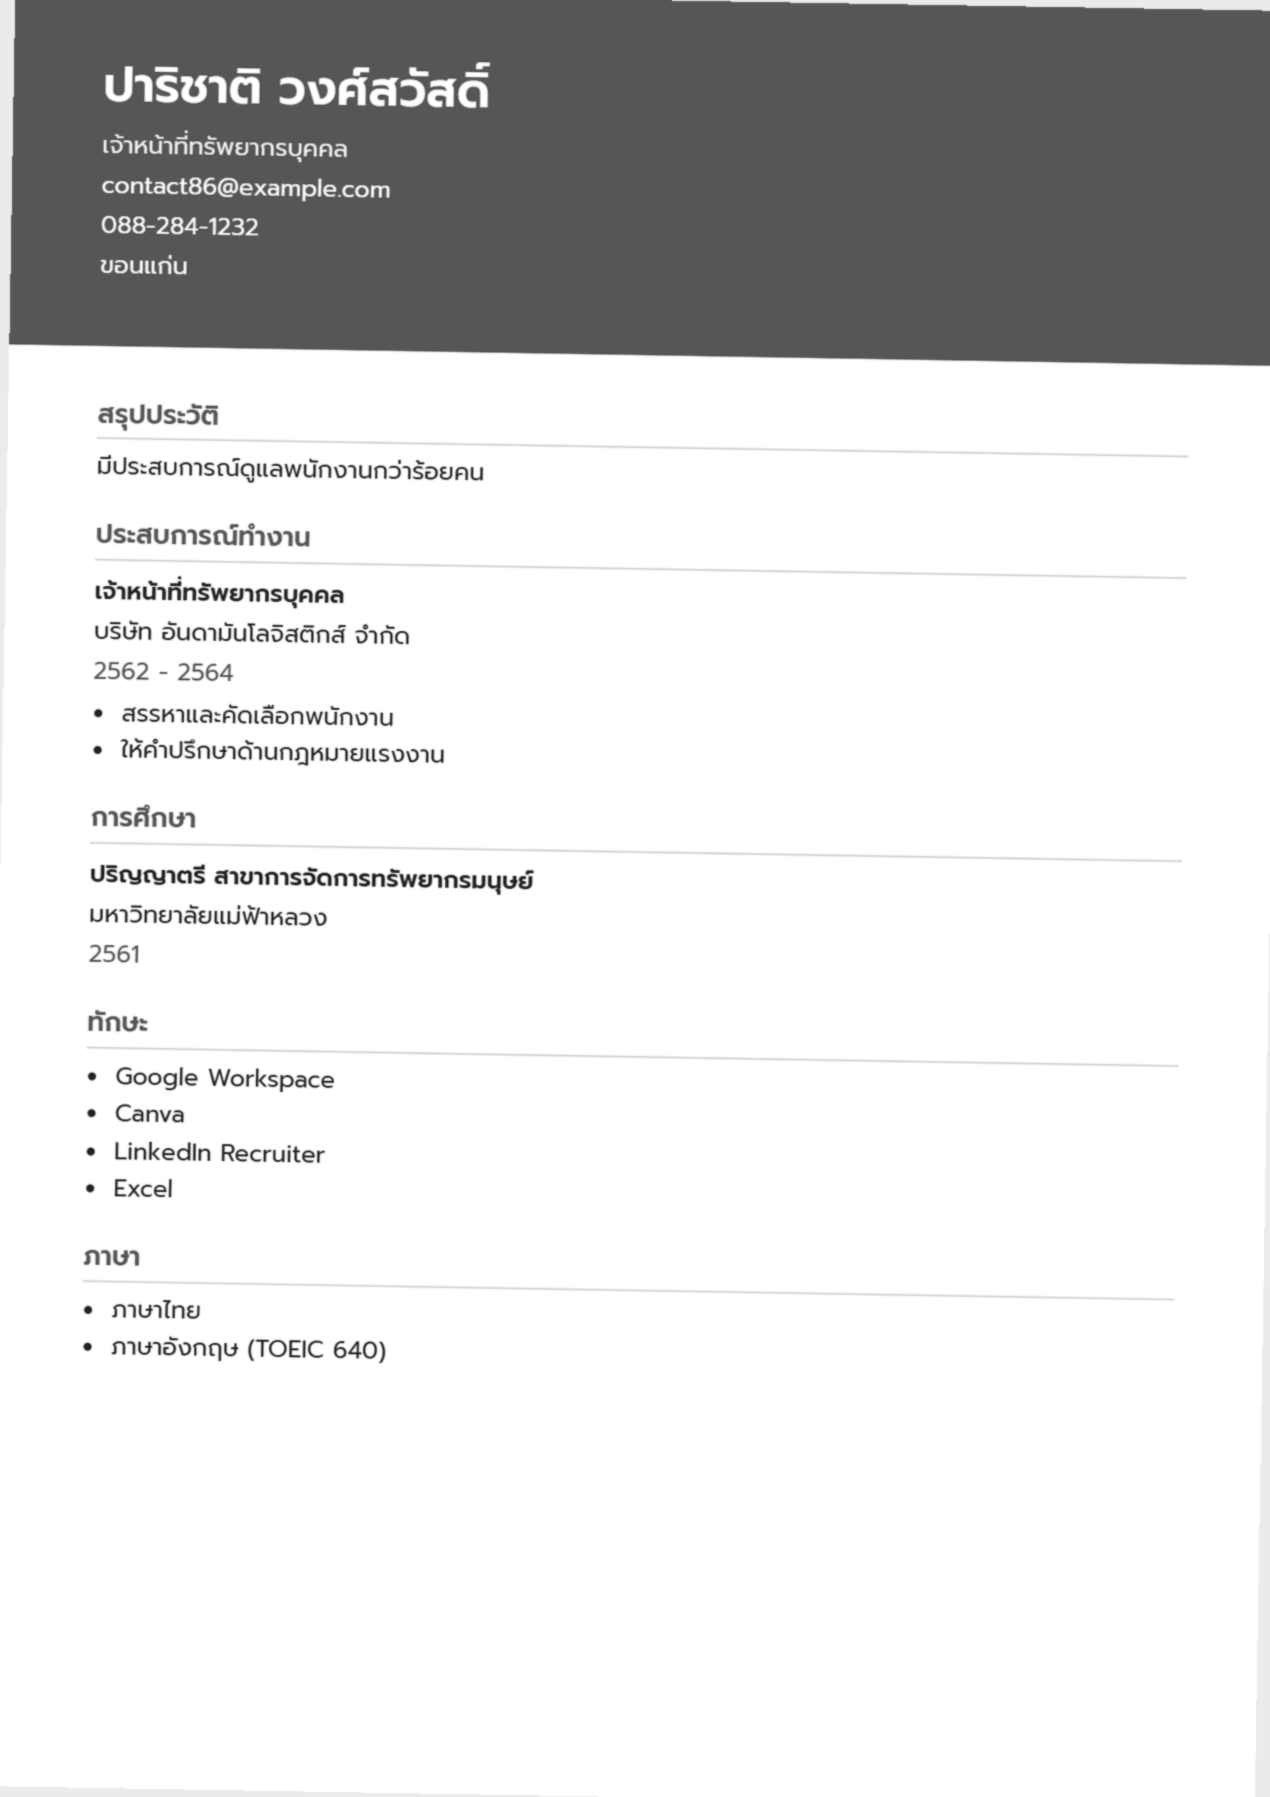 ปาริชาติ วงศ์สวัสดิ์
เจ้าหน้าที่ทรัพยากรบุคคล
contact86@example.com
088-284-1232
ขอนแก่น
สรุปประวัติ
มีประสบการณ์ดูแลพนักงานกว่าร้อยคน
ประสบการณ์ทำงาน
เจ้าหน้าที่ทรัพยากรบุคคล
บริษัท อันดามันโลจิสติกส์ จำกัด
2562 - 2564
• สรรหาและคัดเลือกพนักงาน
• ให้คำปรึกษาด้านกฎหมายแรงงาน
การศึกษา
ปริญญาตรี สาขาการจัดการทรัพยากรมนุษย์
มหาวิทยาลัยแม่ฟ้าหลวง
2561
ทักษะ
• Google Workspace
• Canva
• LinkedIn Recruiter
• Excel
ภาษา
• ภาษาไทย
• ภาษาอังกฤษ (TOEIC 640)